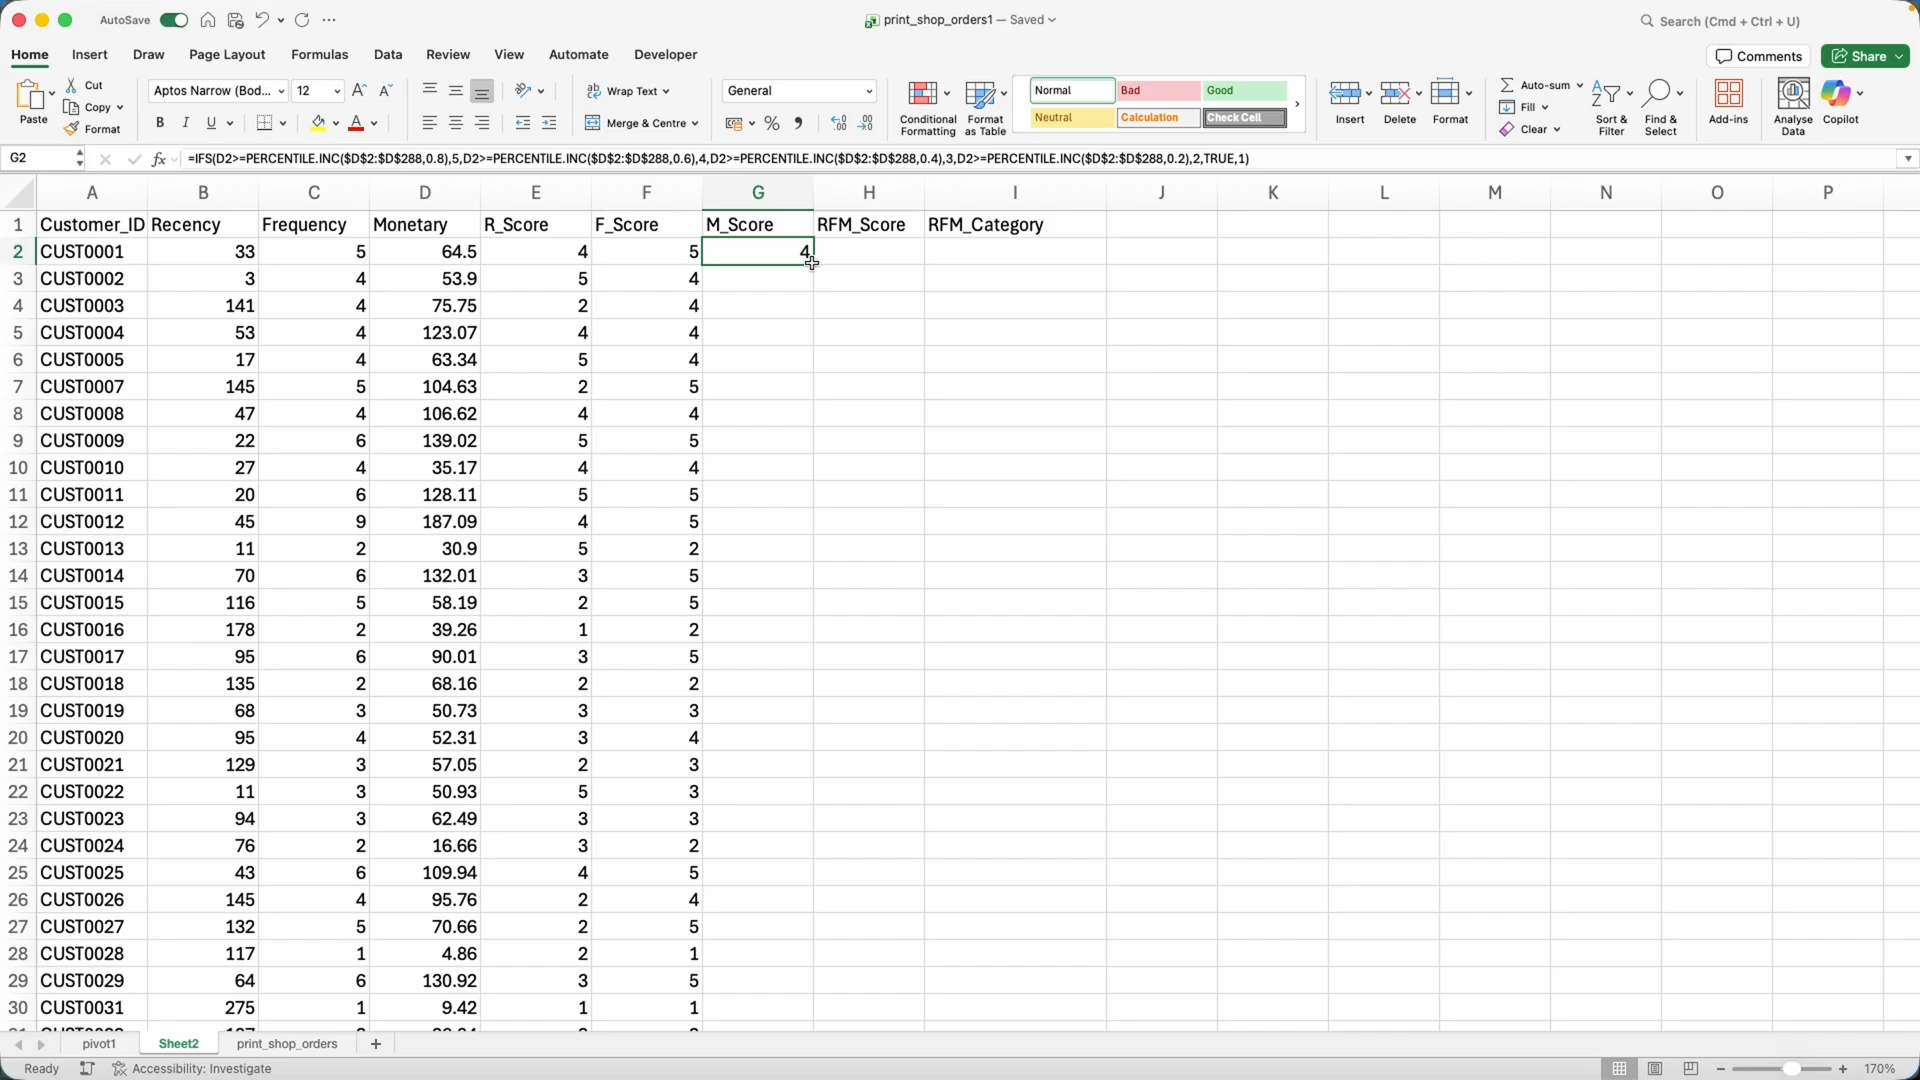 AutoSave
print_shop_orders1 — Saved
Search (Cmd + Ctrl + U)
Home Insert Draw Page Layout Formulas Data Review View Automate Developer
Comments Share
Paste
Cut
Copy
Format
Aptos Narrow (Bod... 12
B I U
Wrap Text
Merge & Centre
General
Conditional Formatting
Format as Table
Normal Bad Good
Neutral Calculation Check Cell
Insert Delete Format
Auto-sum
Fill
Clear
Sort & Filter
Find & Select
Add-ins
Analyse Data
Copilot
G2 fx =IFS(D2>=PERCENTILE.INC($D$2:$D$288,0.8),5,D2>=PERCENTILE.INC($D$2:$D$288,0.6),4,D2>=PERCENTILE.INC($D$2:$D$288,0.4),3,D2>=PERCENTILE.INC($D$2:$D$288,0.2),2,TRUE,1)
A B C D E F G H I J K L M N O P
1 Customer_ID Recency Frequency Monetary R_Score F_Score M_Score RFM_Score RFM_Category
2 CUST0001 33 5 64.5 4 5 4
3 CUST0002 3 4 53.9 5 4
4 CUST0003 141 4 75.75 2 4
5 CUST0004 53 4 123.07 4 4
6 CUST0005 17 4 63.34 5 4
7 CUST0007 145 5 104.63 2 5
8 CUST0008 47 4 106.62 4 4
9 CUST0009 22 6 139.02 5 5
10 CUST0010 27 4 35.17 4 4
11 CUST0011 20 6 128.11 5 5
12 CUST0012 45 9 187.09 4 5
13 CUST0013 11 2 30.9 5 2
14 CUST0014 70 6 132.01 3 5
15 CUST0015 116 5 58.19 2 5
16 CUST0016 178 2 39.26 1 2
17 CUST0017 95 6 90.01 3 5
18 CUST0018 135 2 68.16 2 2
19 CUST0019 68 3 50.73 3 3
20 CUST0020 95 4 52.31 3 4
21 CUST0021 129 3 57.05 2 3
22 CUST0022 11 3 50.93 5 3
23 CUST0023 94 3 62.49 3 3
24 CUST0024 76 2 16.66 3 2
25 CUST0025 43 6 109.94 4 5
26 CUST0026 145 4 95.76 2 4
27 CUST0027 132 5 70.66 2 5
28 CUST0028 117 1 4.86 2 1
29 CUST0029 64 6 130.92 3 5
30 CUST0031 275 1 9.42 1 1
pivot1 Sheet2 print_shop_orders +
Ready Accessibility: Investigate 170%